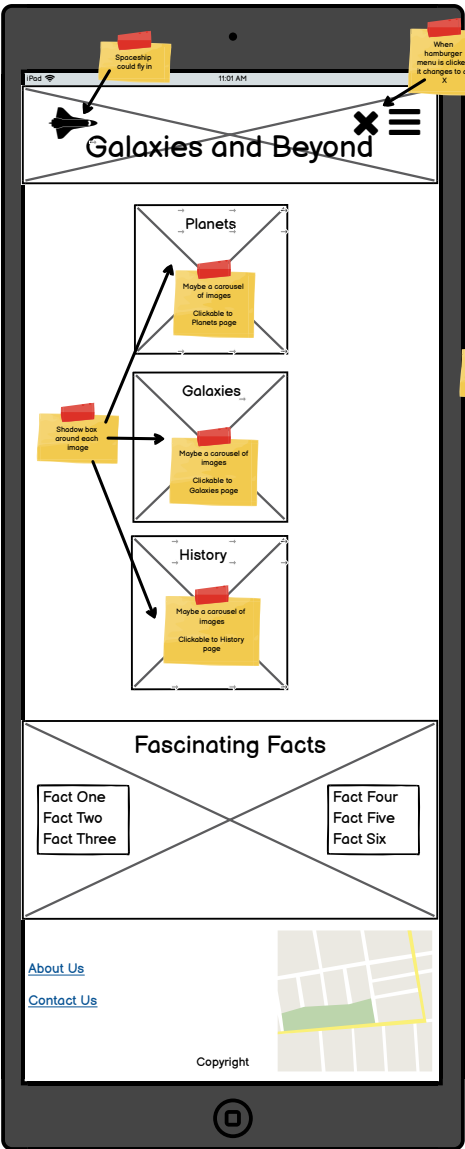 Spaceship
could fly in
When
hamburger
menu is clicked
it changes to a
X
iPad
11:01 AM
Galaxies and Beyond
Planets
Maybe a carousel
of images
Clickable to
Planets page
Galaxies
Maybe a carousel of
images
Clickable to
Galaxies page
Shadow box
around each
image
History
Maybe a carousel of
images
Clickable to History
page
Fascinating Facts
Fact One
Fact Two
Fact Three
Fact Four
Fact Five
Fact Six
About Us
Contact Us
Copyright